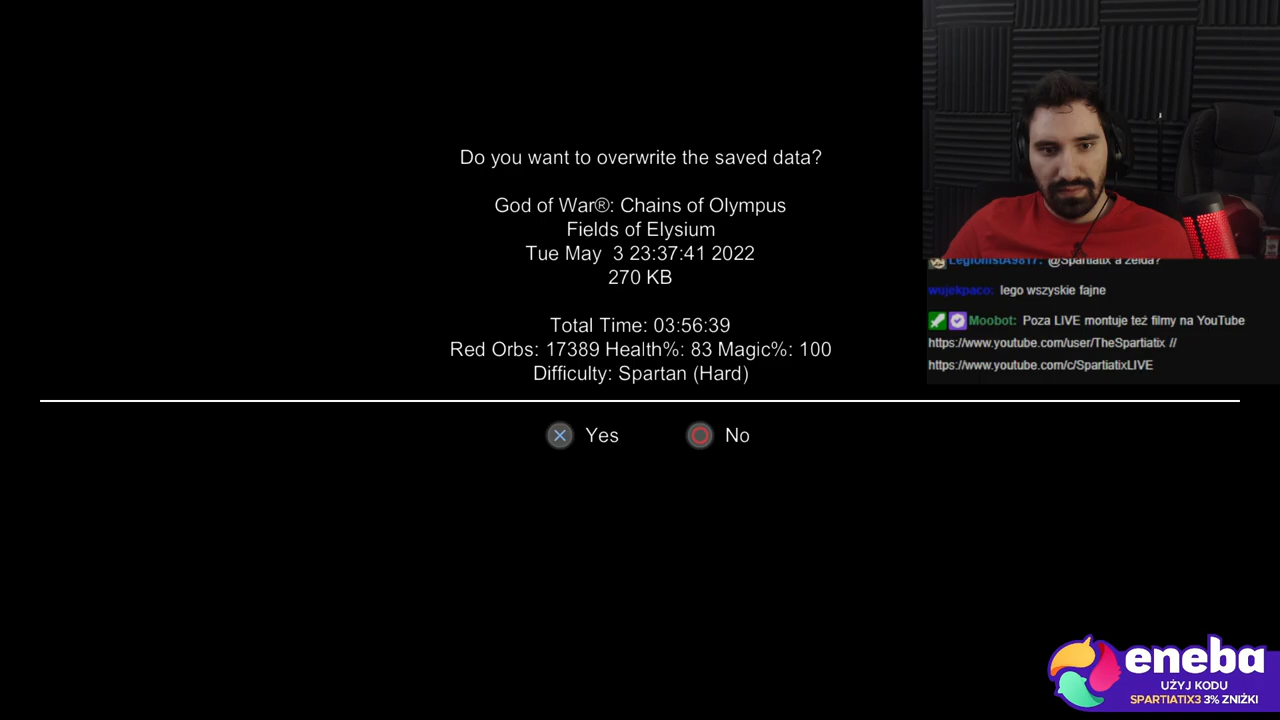 Do you want to overwrite the saved data?
God of War®: Chains of Olympus
Fields of Elysium
Tue May  3 23:37:41 2022
270 KB
Total Time: 03:56:39
Red Orbs: 17389 Health%: 83 Magic%: 100
Difficulty: Spartan (Hard)
Yes
No
LegionistA9817: @Spartiatix a zelda?
wujekpaco: lego wszyskie fajne
Moobot: Poza LIVE montuje też filmy na YouTube
https://www.youtube.com/user/TheSpartiatix //
https://www.youtube.com/c/SpartiatixLIVE
eneba
UŻYJ KODU
SPARTIATIX3 3% ZNIŻKI